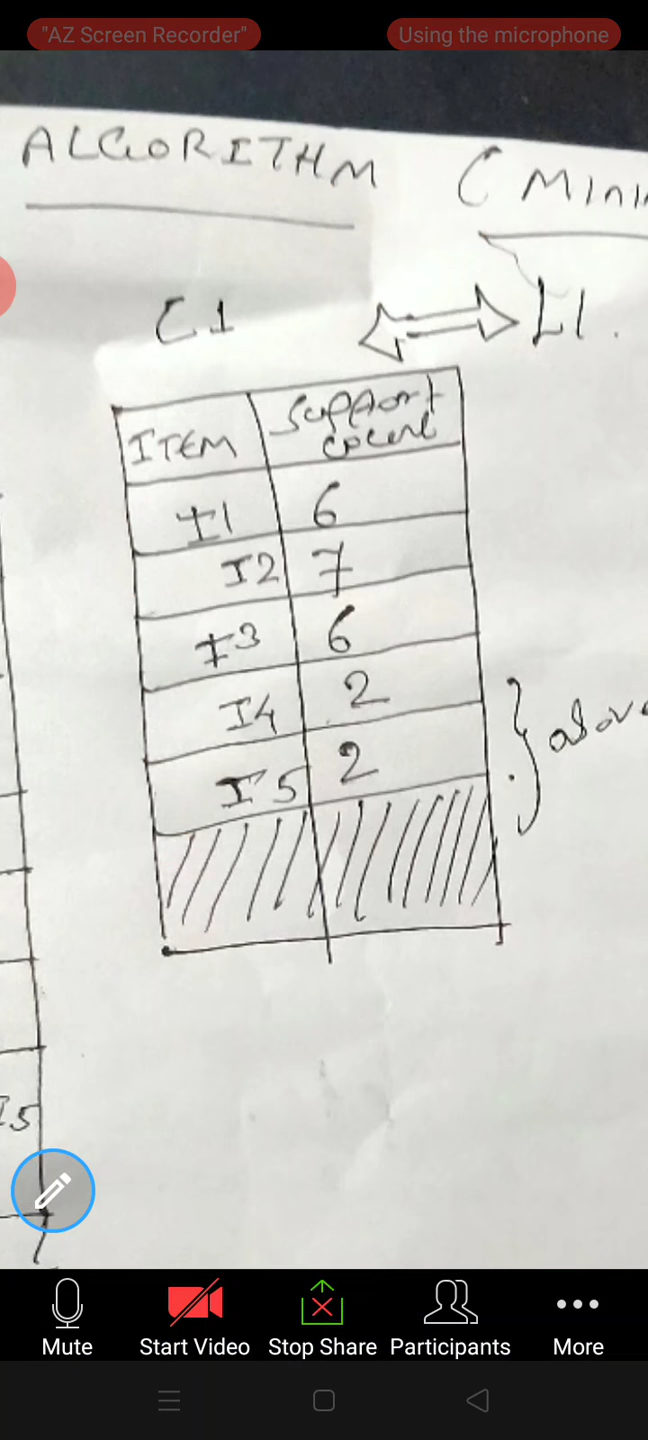 "AZ Screen Recorder"
Using the microphone
ALGORITHM
C1
L1.
ITEM Support count
I1 6
I2 7
I3 6
I4 2
I5 2
I5
Mute
Start Video
Stop Share
Participants
More